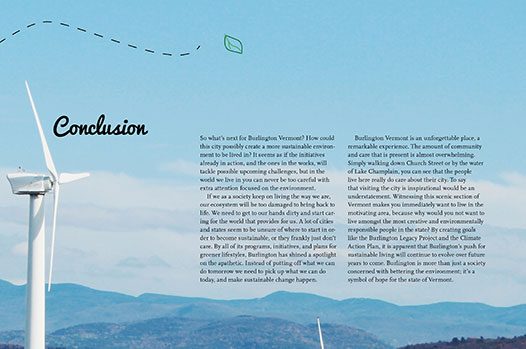 Conclusion
So what's next for Burlington Vermont? How could
this city possibly create a more sustainable environ-
ment to be lived in? It seems as if the initiatives
already in action, and the ones in the works, will
tackle possible upcoming challenges, but in the
world we live in you can never be too careful with
extra attention focused on the environment.
If we as a society keep on living the way we are,
our ecosystem will be too damaged to bring back to
life. We need to get to our hands dirty and start car-
ing for the world that provides for us. A lot of cities
and states seem to be unsure of where to start in or-
der to become sustainable, or they frankly just don't
care. By all of its programs, initiatives, and plans for
greener lifestyles, Burlington has shined a spotlight
on the apathetic. Instead of putting off what we can
do tomorrow we need to pick up what we can do
today, and make sustainable change happen.
Burlington Vermont is an unforgettable place, a
remarkable experience. The amount of community
and care that is present is almost overwhelming.
Simply walking down Church Street or by the water
of Lake Champlain, you can see that the people
live here really do care about their city. To say
that visiting the city is inspirational would be an
understatement. Witnessing this scenic section of
Vermont makes you immediately want to live in the
motivating area, because why would you not want to
live amongst the most creative and environmentally
responsible people in the state? By creating goals
like the Burlington Legacy Project and the Climate
Action Plan, it is apparent that Burlington's push for
sustainable living will continue to evolve over future
years to come. Burlington is more than just a society
concerned with bettering the environment; it's a
symbol of hope for the state of Vermont.